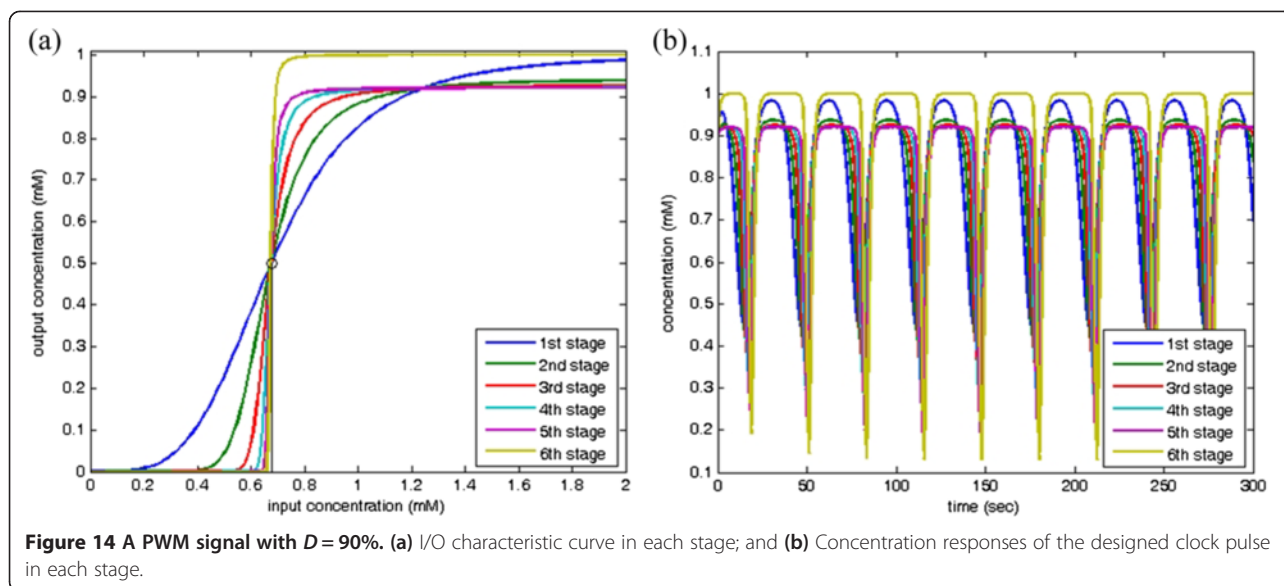 (a)
1
0.9
0.8
0.7
0.6
0.5
0.4
0.3
0.2
0.1
0
output concentration (mM)
0 0.2 0.4 0.6 0.8 1 1.2 1.4 1.6 1.8 2
input concentration (mM)
1st stage
2nd stage
3rd stage
4th stage
5th stage
6th stage
(b)
1.1
1
0.9
0.8
0.7
0.6
0.5
0.4
0.3
0.2
0.1
concentration (mM)
0 50 100 150 200 250 300
time (sec)
1st stage
2nd stage
3rd stage
4th stage
5th stage
6th stage
Figure 14 A PWM signal with D = 90%. (a) I/O characteristic curve in each stage; and (b) Concentration responses of the designed clock pulse
in each stage.